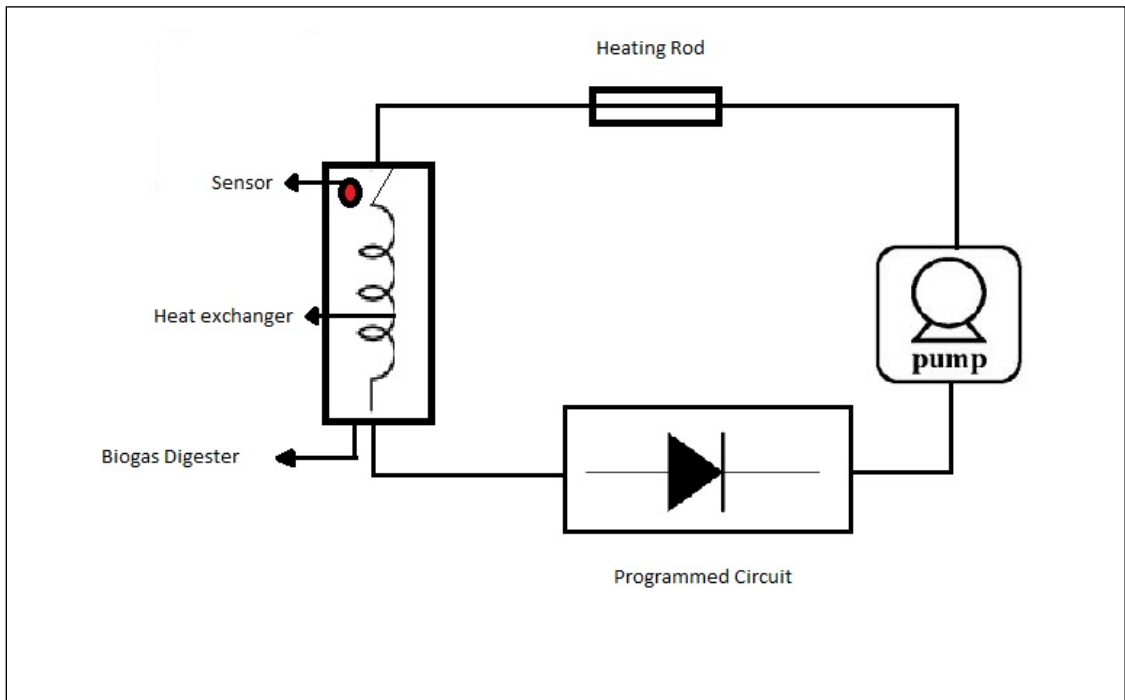 Heating Rod
Sensor
Heat exchanger
pump
Biogas Digester
Programmed Circuit